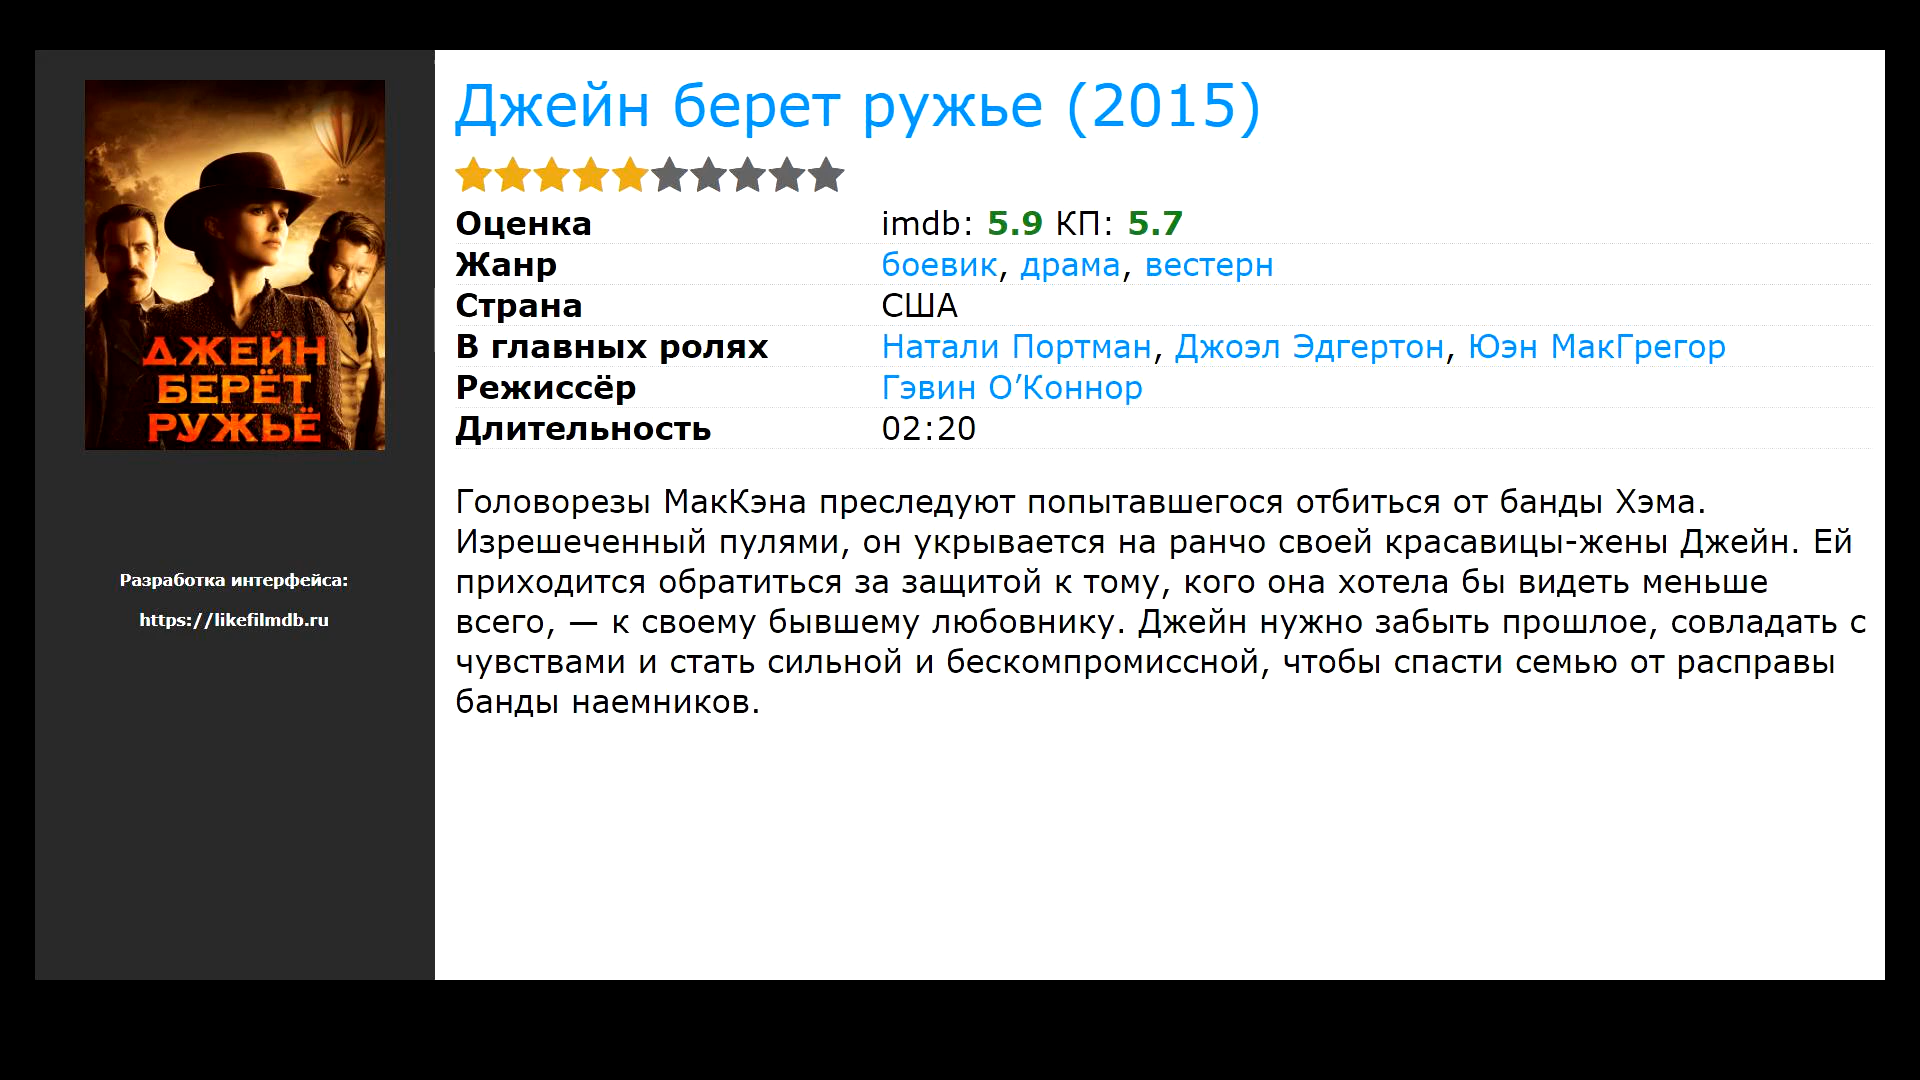 ДЖЕЙН
БЕРЁТ
РУЖЬЁ
Разработка интерфейса:
https://likefilmdb.ru
Джейн берет ружье (2015)
Оценка imdb: 5.9 КП: 5.7
Жанр боевик, драма, вестерн
Страна США
В главных ролях Натали Портман, Джоэл Эдгертон, Юэн МакГрегор
Режиссёр Гэвин О’Коннор
Длительность 02:20
Головорезы МакКэна преследуют попытавшегося отбиться от банды Хэма.
Изрешеченный пулями, он укрывается на ранчо своей красавицы-жены Джейн. Ей
приходится обратиться за защитой к тому, кого она хотела бы видеть меньше
всего, — к своему бывшему любовнику. Джейн нужно забыть прошлое, совладать с
чувствами и стать сильной и бескомпромиссной, чтобы спасти семью от расправы
банды наемников.